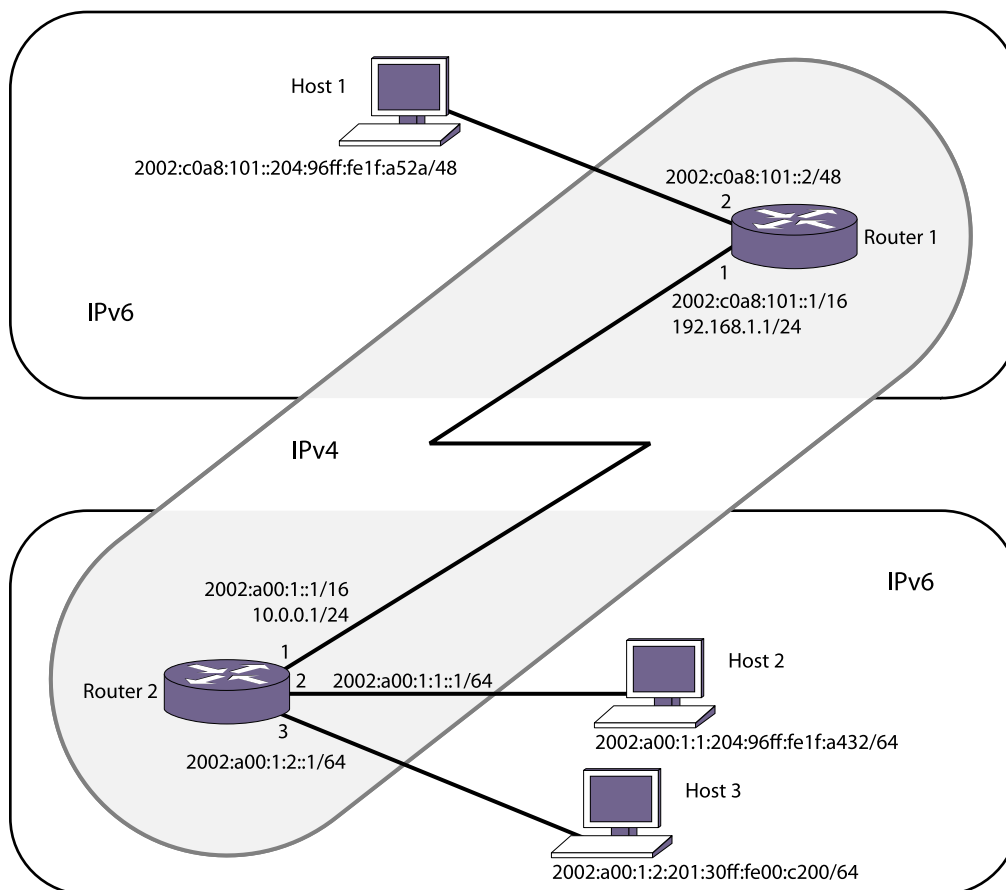 Host 1
2002:c0a8:101::204:96ff:fe1f:a52a/48
2002:c0a8:101::2/48
2
Router 1
1
2002:c0a8:101::1/16
192.168.1.1/24
IPv6
IPv4
IPv6
2002:a00:1::1/16
10.0.0.1/24
1
Router 2
2
2002:a00:1:1::1/64
Host 2
2002:a00:1:1:204:96ff:fe1f:a432/64
3
2002:a00:1:2::1/64
Host 3
2002:a00:1:2:201:30ff:fe00:c200/64